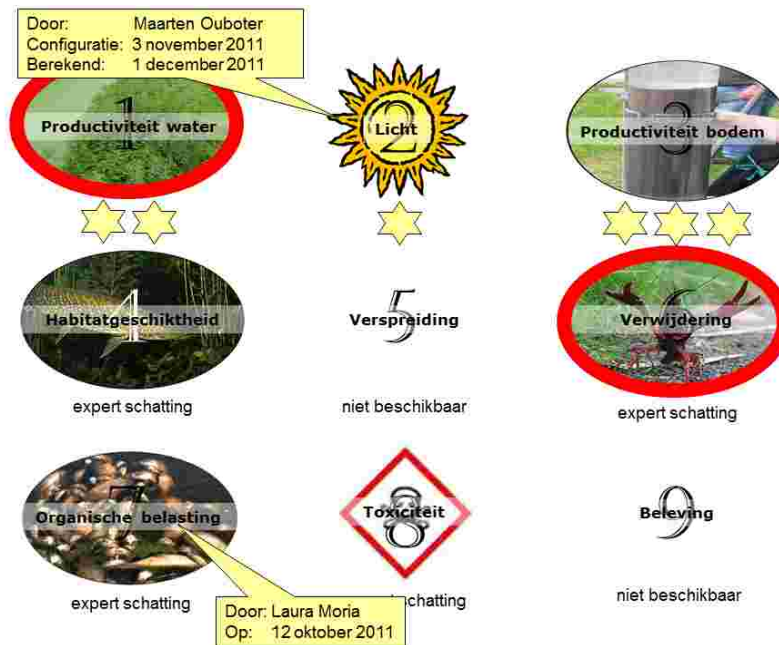 Door: Maarten Ouboter
Configuratie: 3 november 2011
Berekend: 1 december 2011
1
Productiviteit water
2
Licht
3
Productiviteit bodem
4
Habitatgeschiktheid
5
Verspreiding
6
Verwijdering
expert schatting
niet beschikbaar
expert schatting
7
Organische belasting
8
Toxiciteit
9
Beleving
expert schatting
schatting
niet beschikbaar
Door: Laura Moria
Op: 12 oktober 2011